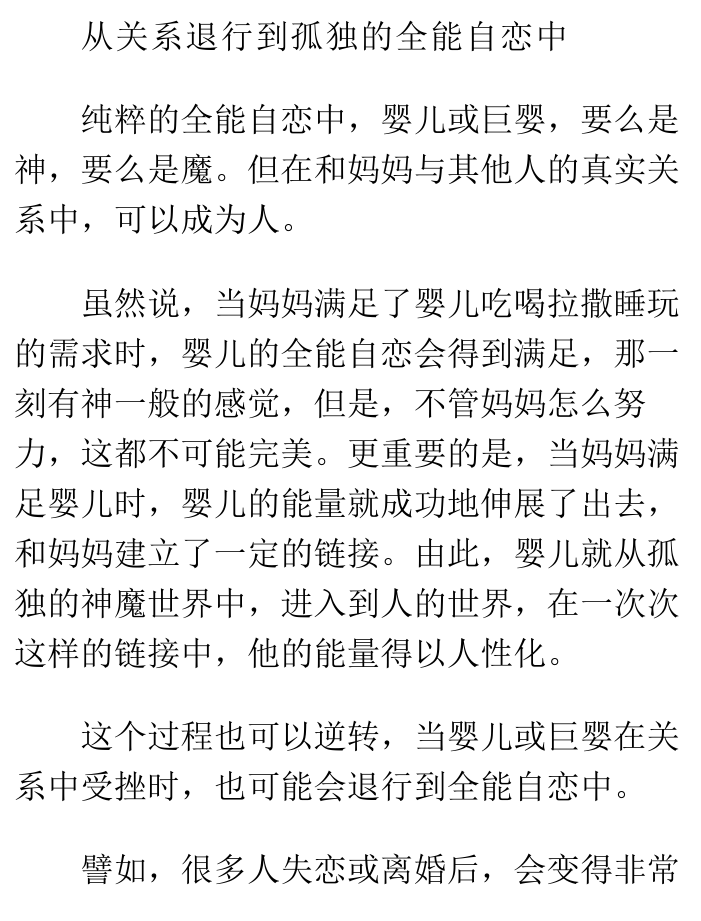 从关系退行到孤独的全能自恋中
纯粹的全能自恋中，婴儿或巨婴，要么是
神，要么是魔。但在和妈妈与其他人的真实关
系中，可以成为人。
虽然说，当妈妈满足了婴儿吃喝拉撒睡玩
的需求时，婴儿的全能自恋会得到满足，那一
刻有神一般的感觉，但是，不管妈妈怎么努
力，这都不可能完美。更重要的是，当妈妈满
足婴儿时，婴儿的能量就成功地伸展了出去，
和妈妈建立了一定的链接。由此，婴儿就从孤
独的神魔世界中，进入到人的世界，在一次次
这样的链接中，他的能量得以人性化。
这个过程也可以逆转，当婴儿或巨婴在关
系中受挫时，也可能会退行到全能自恋中。
譬如，很多人失恋或离婚后，会变得非常